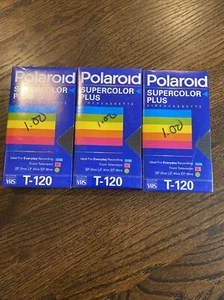 Polaroid
SUPERCOLOR
PLUS
VIDEOCASSETTE
1.00
Ideal For Everyday Recording
VHS T-120
Polaroid
SUPERCOLOR
PLUS
VIDEOCASSETTE
1.00
Ideal For Everyday Recording
VHS T-120
Polaroid
SUPERCOLOR
PLUS
VIDEOCASSETTE
1.00
Ideal For Everyday Recording
VHS T-120